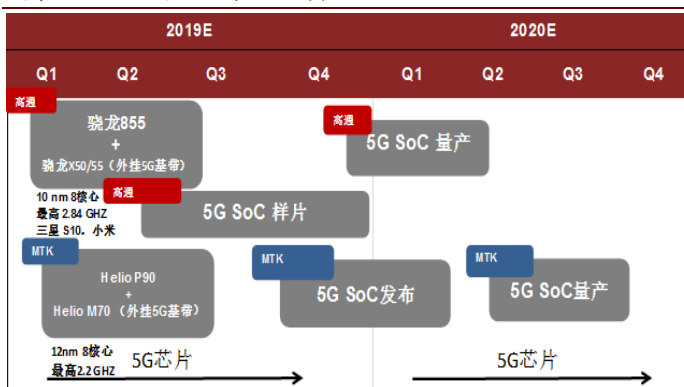 2019E 2020E
Q1 Q2 Q3 Q4 Q1 Q2 Q3 Q4
高通
骁龙855
+
骁龙X50/55（外挂5G基带）
高通
5G SoC 量产
10 nm 8核心
最高 2.84 GHZ
三星 S10。小米
高通
5G SoC 样片
MTK
Helio P90
+
Helio M70 （外挂5G基带）
MTK
5G SoC发布
MTK
5G SoC量产
12nm 8核心
最高2.2GHZ
5G芯片
5G芯片